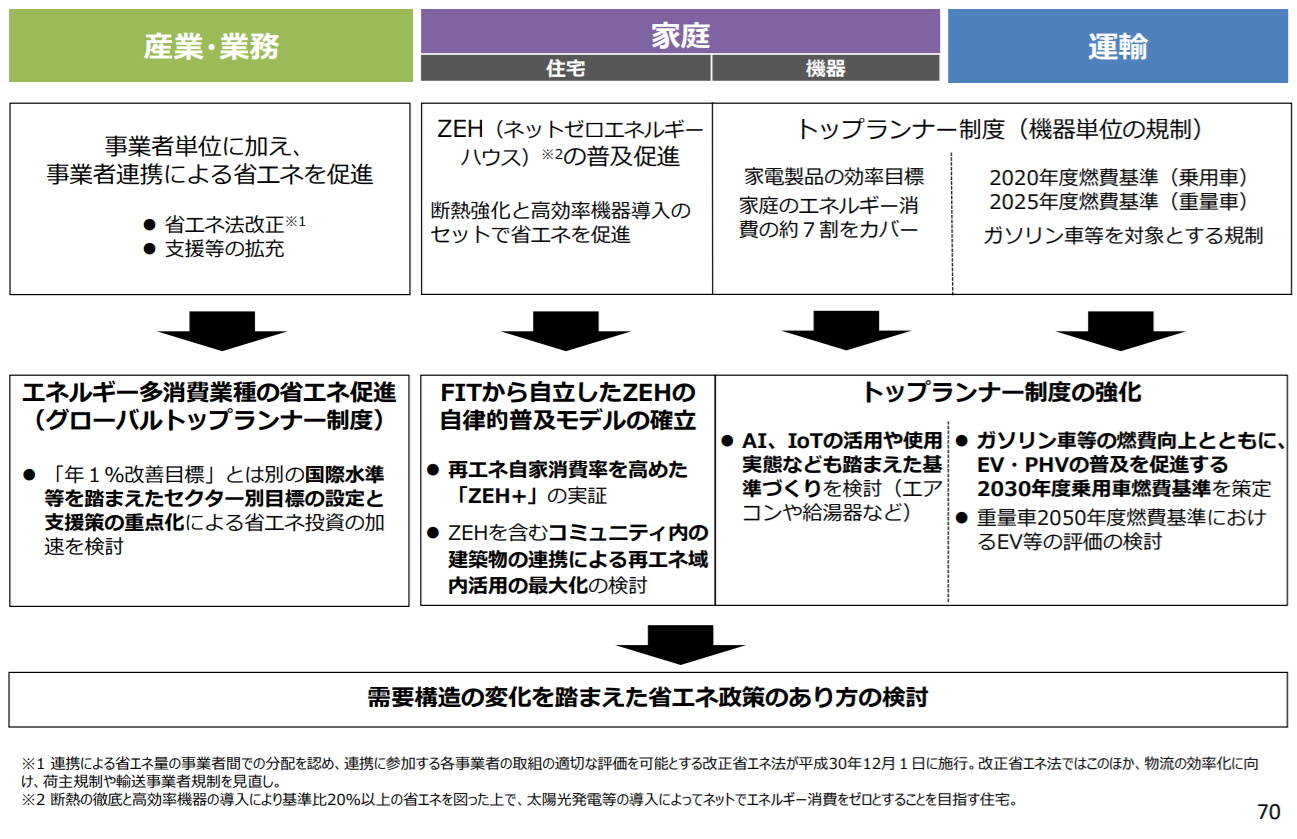 産業・業務
家庭
住宅
機器
運輸
事業者単位に加え、
事業者連携による省エネを促進
● 省エネ法改正※1
● 支援等の拡充
ZEH（ネットゼロエネルギー
ハウス）※2の普及促進
断熱強化と高効率機器導入の
セットで省エネを促進
トップランナー制度（機器単位の規制）
家電製品の効率目標
家庭のエネルギー消
費の約７割をカバー
2020年度燃費基準（乗用車）
2025年度燃費基準（重量車）
ガソリン車等を対象とする規制
エネルギー多消費業種の省エネ促進
（グローバルトップランナー制度）
● 「年１%改善目標」とは別の国際水準
等を踏まえたセクター別目標の設定と
支援策の重点化による省エネ投資の加
速を検討
FITから自立したZEHの
自律的普及モデルの確立
● 再エネ自家消費率を高めた
「ZEH+」の実証
● ZEHを含むコミュニティ内の
建築物の連携による再エネ域
内活用の最大化の検討
トップランナー制度の強化
● AI、IoTの活用や使用
実態なども踏まえた基
準づくりを検討（エア
コンや給湯器など）
● ガソリン車等の燃費向上とともに、
EV・PHVの普及を促進する
2030年度乗用車燃費基準を策定
● 重量車2050年度燃費基準におけ
るEV等の評価の検討
需要構造の変化を踏まえた省エネ政策のあり方の検討
※1 連携による省エネ量の事業者間での分配を認め、連携に参加する各事業者の取組の適切な評価を可能とする改正省エネ法が平成30年12月１日に施行。改正省エネ法ではこのほか、物流の効率化に向
け、荷主規制や輸送事業者規制を見直し。
※2 断熱の徹底と高効率機器の導入により基準比20%以上の省エネを図った上で、太陽光発電等の導入によってネットでエネルギー消費をゼロとすることを目指す住宅。
70